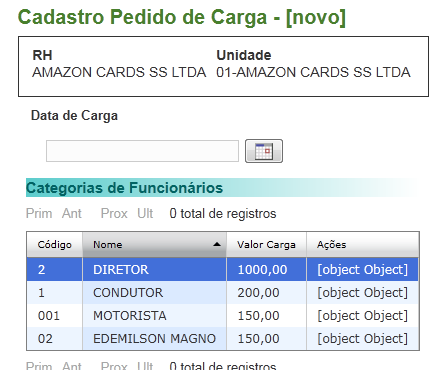 Cadastro Pedido de Carga - [novo]
RH Unidade
AMAZON CARDS SS LTDA 01-AMAZON CARDS SS LTDA
Data de Carga
Categorias de Funcionários
Prim Ant Prox Ult 0 total de registros
Código Nome Valor Carga Ações
2 DIRETOR 1000,00 [object Object]
1 CONDUTOR 200,00 [object Object]
001 MOTORISTA 150,00 [object Object]
02 EDEMILSON MAGNO 150,00 [object Object]
Prim Ant Prox Ult 0 total de registros